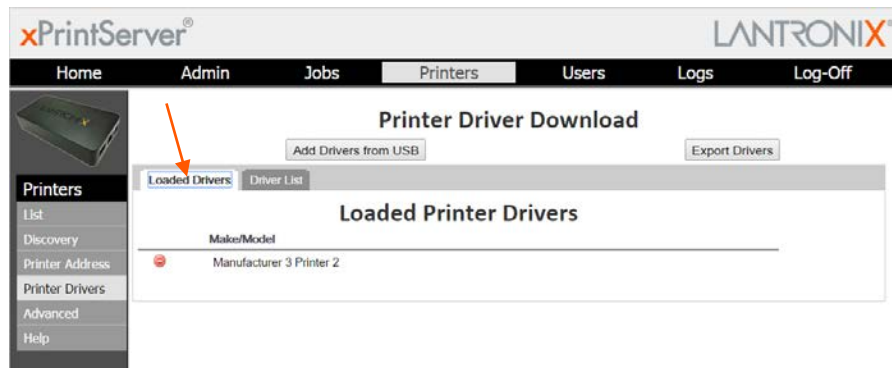 xPrintServer®
LANTRONIX®
Home Admin Jobs Printers Users Logs Log-Off
LANTRONIX
Printer Driver Download
Add Drivers from USB Export Drivers
Loaded Drivers Driver List
Printers
List
Discovery
Printer Address
Printer Drivers
Advanced
Help
Loaded Printer Drivers
Make/Model
Manufacturer 3 Printer 2